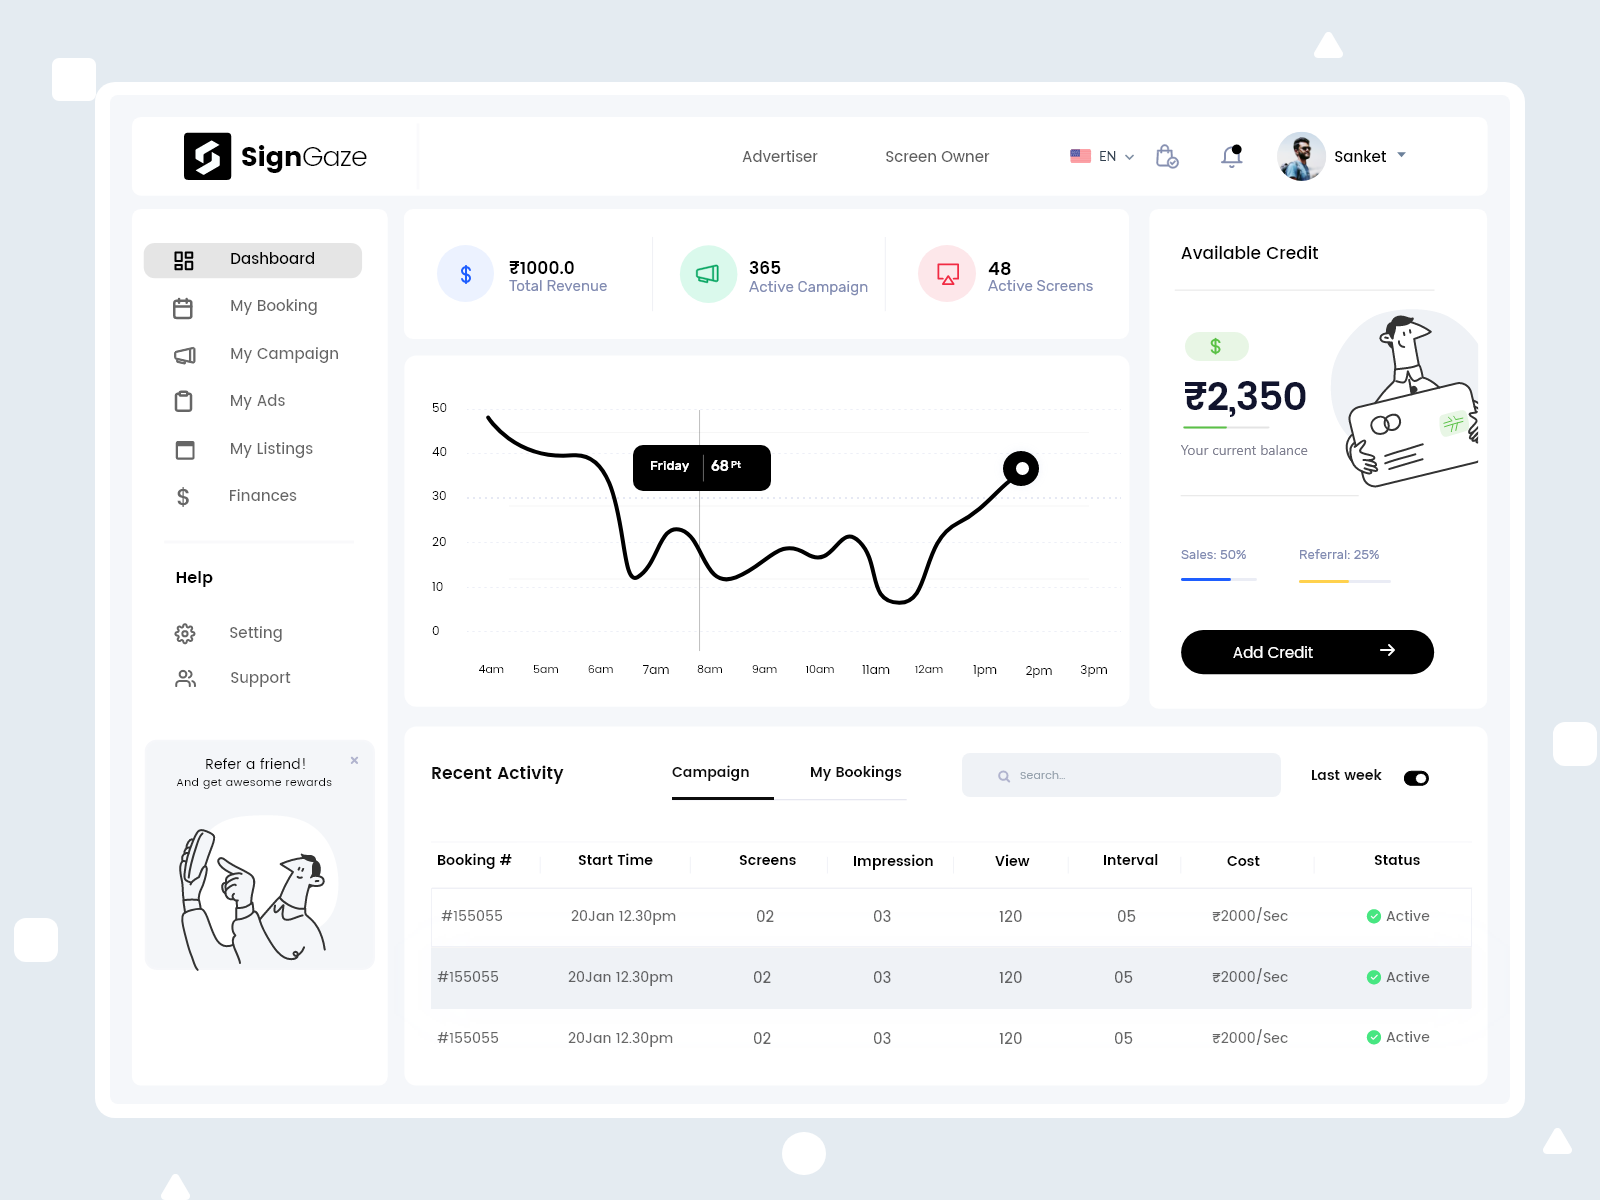 SignGaze
Advertiser
Screen Owner
EN
Sanket
Dashboard
My Booking
My Campaign
My Ads
My Listings
$ Finances
Help
Setting
Support
Refer a friend!
×
And get awesome rewards
$
₹1000.0
Total Revenue
365
Active Campaign
48
Active Screens
50
40
30
20
10
0
Friday
68 Pt
4am 5am 6am 7am 8am 9am 10am 11am 12am 1pm 2pm 3pm
Available Credit
$
₹2,350
Your current balance
Sales: 50%
Referral: 25%
Add Credit
Recent Activity
Campaign
My Bookings
Search...
Last week
Booking # Start Time Screens Impression View Interval Cost Status
#155055 20Jan 12.30pm 02 03 120 05 ₹2000/Sec Active
#155055 20Jan 12.30pm 02 03 120 05 ₹2000/Sec Active
#155055 20Jan 12.30pm 02 03 120 05 ₹2000/Sec Active